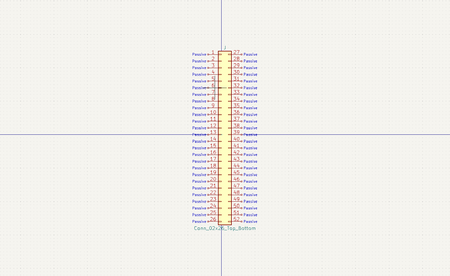 J
Passive 1 27 Passive
Passive 2 28 Passive
Passive 3 29 Passive
Passive 4 30 Passive
Passive 5 31 Passive
Passive 6 32 Passive
Passive 7 33 Passive
Passive 8 34 Passive
Passive 9 35 Passive
Passive 10 36 Passive
Passive 11 37 Passive
Passive 12 38 Passive
Passive 13 39 Passive
Passive 14 40 Passive
Passive 15 41 Passive
Passive 16 42 Passive
Passive 17 43 Passive
Passive 18 44 Passive
Passive 19 45 Passive
Passive 20 46 Passive
Passive 21 47 Passive
Passive 22 48 Passive
Passive 23 49 Passive
Passive 24 50 Passive
Passive 25 51 Passive
Passive 26 52 Passive
Conn_02x26_Top_Bottom